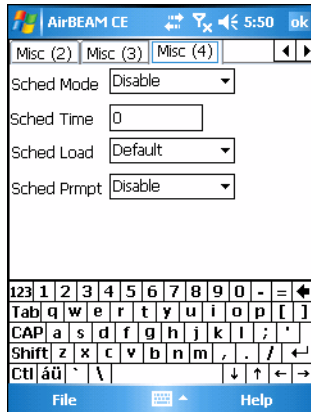 AirBEAM CE 5:50 ok
Misc (2) Misc (3) Misc (4)
Sched Mode Disable
Sched Time 0
Sched Load Default
Sched Prmpt Disable
123 1 2 3 4 5 6 7 8 9 0 - =
Tab q w e r t y u i o p [ ]
CAP a s d f g h j k l ; '
Shift z x c v b n m , . /
Ctl áü ` \
File Help